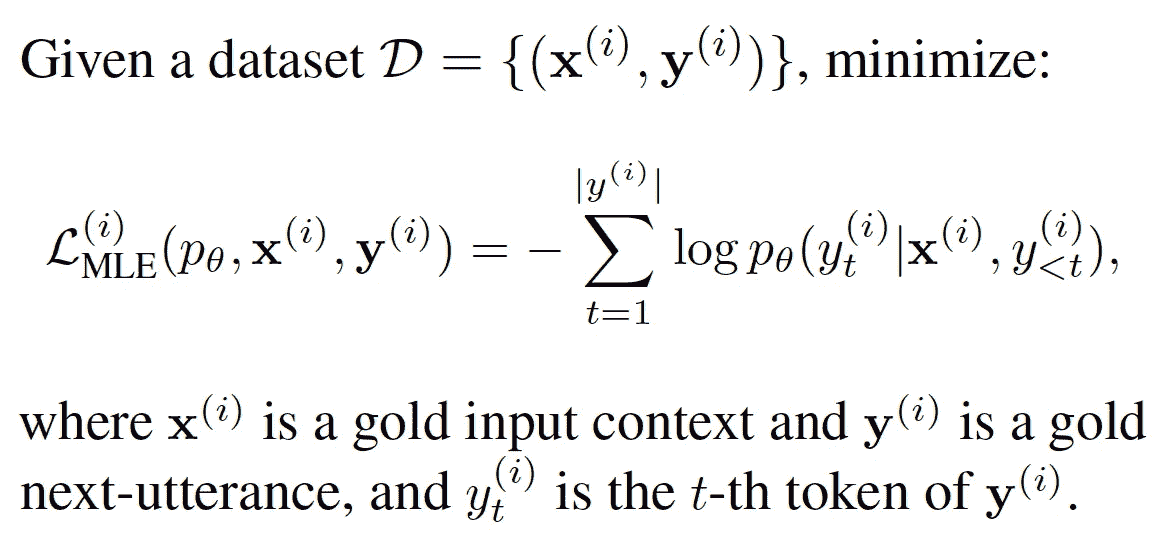 Given a dataset $\mathcal{D} = \{(\mathbf{x}^{(i)}, \mathbf{y}^{(i)})\}$, minimize:
$\mathcal{L}_{\text{MLE}}^{(i)}(p_\theta, \mathbf{x}^{(i)}, \mathbf{y}^{(i)}) = -\sum_{t=1}^{|y^{(i)}|} \log p_\theta(y_t^{(i)}|\mathbf{x}^{(i)}, y_{<t}^{(i)}),$
where $\mathbf{x}^{(i)}$ is a gold input context and $\mathbf{y}^{(i)}$ is a gold
next-utterance, and $y_t^{(i)}$ is the $t$-th token of $\mathbf{y}^{(i)}$.